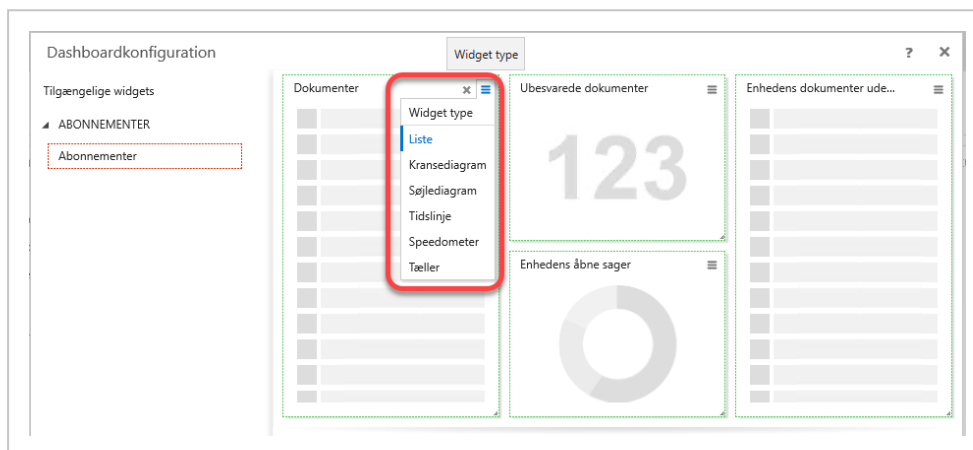 Dashboardkonfiguration
Widget type
?
Tilgængelige widgets
ABONNEMENTER
Abonnementer
Dokumenter
Widget type
Liste
Kransediagram
Søjlediagram
Tidslinje
Speedometer
Tæller
Ubesvarede dokumenter
123
Enhedens åbne sager
Enhedens dokumenter ude...